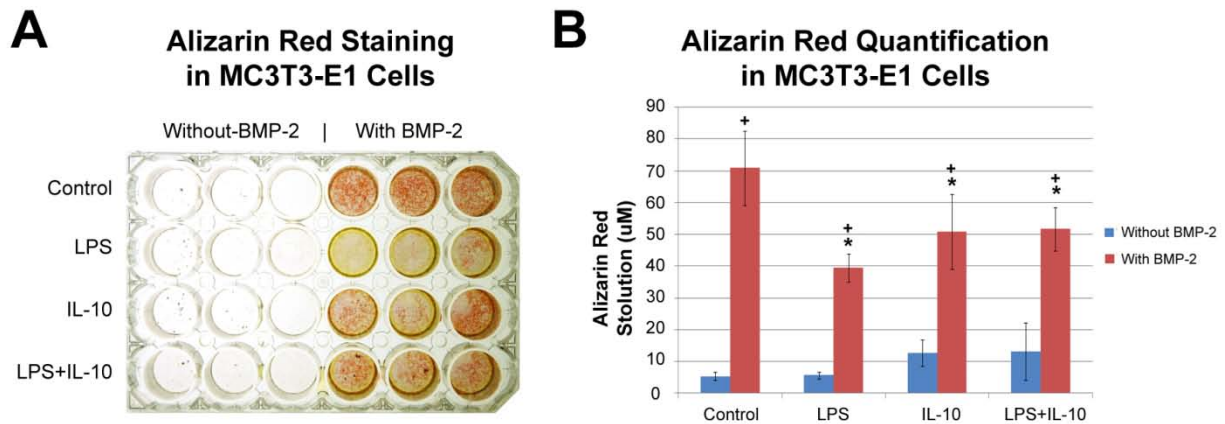 A
Alizarin Red Staining
in MC3T3-E1 Cells
Without-BMP-2 | With BMP-2
Control
LPS
IL-10
LPS+IL-10
B
Alizarin Red Quantification
in MC3T3-E1 Cells
Alizarin Red
Stolution (uM)
90
80
70
60
50
40
30
20
10
0
+
+
*
+
*
+
*
Control
LPS
IL-10
LPS+IL-10
Without BMP-2
With BMP-2